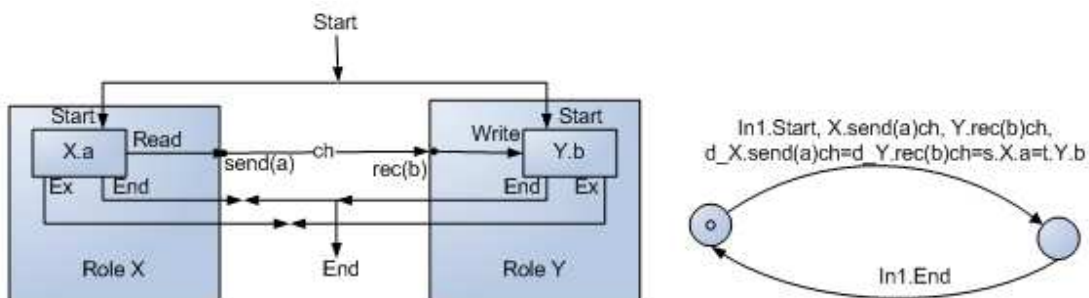 Start
Start
Read
X.a
Ex
End
send(a)
ch
rec(b)
Write
Start
Y.b
End
Ex
Role X
End
Role Y
In1.Start, X.send(a)ch, Y.rec(b)ch,
d_X.send(a)ch=d_Y.rec(b)ch=s.X.a=t.Y.b
In1.End